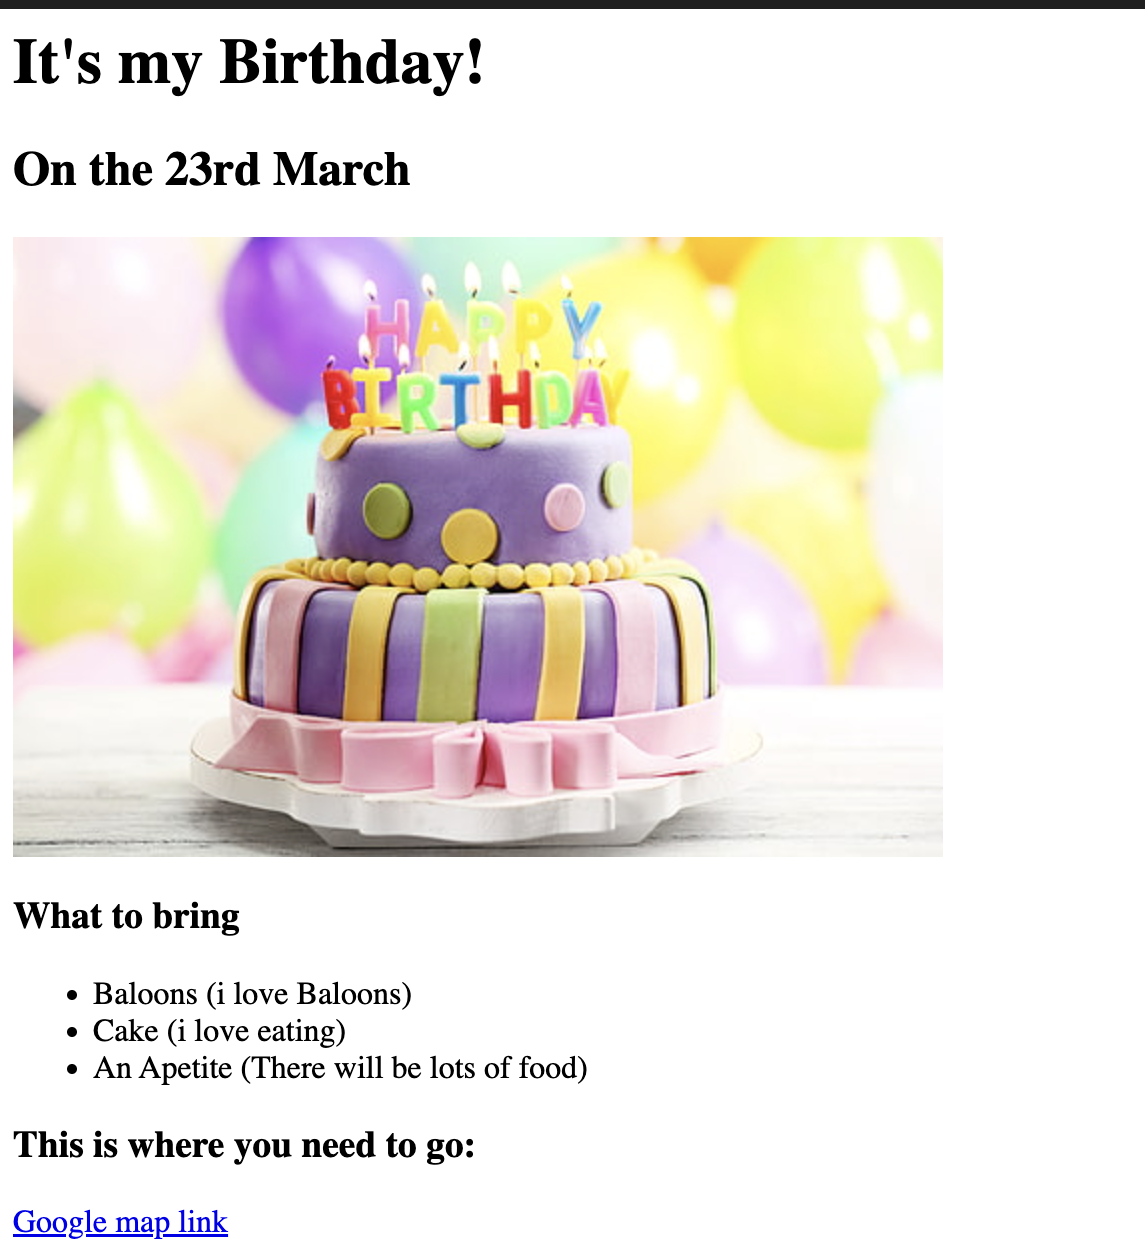 It's my Birthday!
On the 23rd March
HAPPY
BIRTHDAY
What to bring
Baloons (i love Baloons)
Cake (i love eating)
An Apetite (There will be lots of food)
This is where you need to go:
Google map link